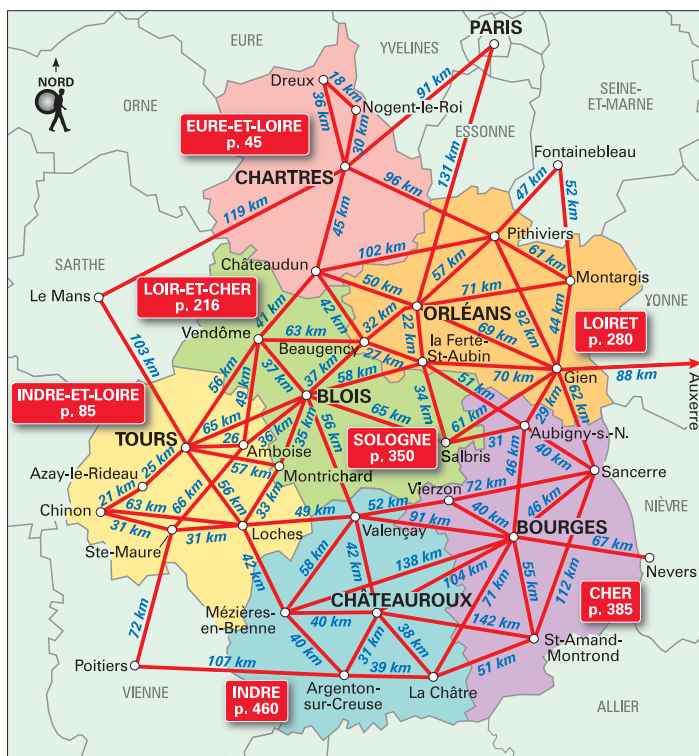 PARIS
EURE
YVELINES
NORD
Dreux
18 km
91 km
SEINE-
ET-MARNE
ORNE
36 km
Nogent-le-Roi
30 km
EURE-ET-LOIRE
p. 45
ESSONNE
131 km
Fontainebleau
CHARTRES
47 km
52 km
119 km
96 km
45 km
Pithiviers
102 km
61 km
SARTHE
Châteaudun
50 km
57 km
71 km
Montargis
Le Mans
LOIR-ET-CHER
p. 216
41 km
42 km
32 km
ORLÉANS
92 km
44 km
YONNE
Vendôme
63 km
Beaugency
22 km
69 km
LOIRET
p. 280
103 km
la Ferte-
St-Aubin
27 km
37 km
37 km
58 km
70 km
Gien
88 km
Auxerre
56 km
49 km
INDRE-ET-LOIRE
p. 85
BLOIS
34 km
51 km
29 km
62 km
65 km
65 km
61 km
SOLOGNE
p. 350
TOURS
26
36 km
35 km
56 km
Amboise
31
Aubigny-s.-N.
Salbris
46 km
40 km
Azay-le-Rideau
25 km
57 km
Montrichard
Sancerre
21 km
66 km
56 km
33 km
Vierzon
72 km
NIÈVRE
Chinon
63 km
49 km
52 km
40 km
46 km
31 km
31 km
Loches
Valençay
91 km
BOURGES
Ste-Maure
67 km
Nevers
42 km
58 km
42 km
138 km
104 km
71 km
55 km
112 km
CHER
p. 385
72 km
Mézières-
en-Brenne
CHÂTEAUROUX
40 km
142 km
St-Amand-
Montrond
40 km
31 km
38 km
Poitiers
107 km
39 km
51 km
VIENNE
INDRE
p. 460
Argenton-
sur-Creuse
La Châtre
ALLIER